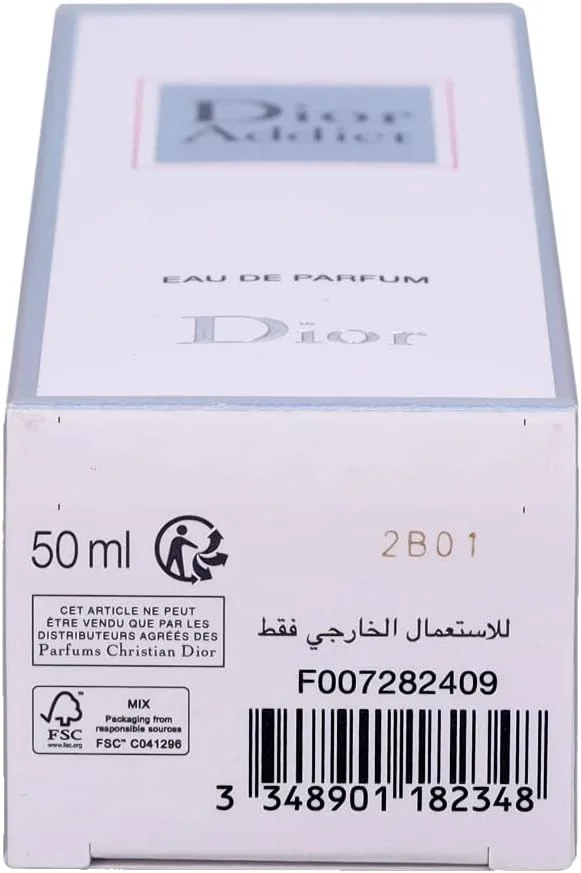 Dior
Addict
EAU DE PARFUM
Dior
50 ml
2B01
CET ARTICLE NE PEUT
ÊTRE VENDU QUE PAR LES
DISTRIBUTEURS AGRÉÉS DES
Parfums Christian Dior
للاستعمال الخارجي فقط
F007282409
FSC™
www.fsc.org
MIX
Packaging from
responsible sources
FSC™ C041296
3 348901 182348